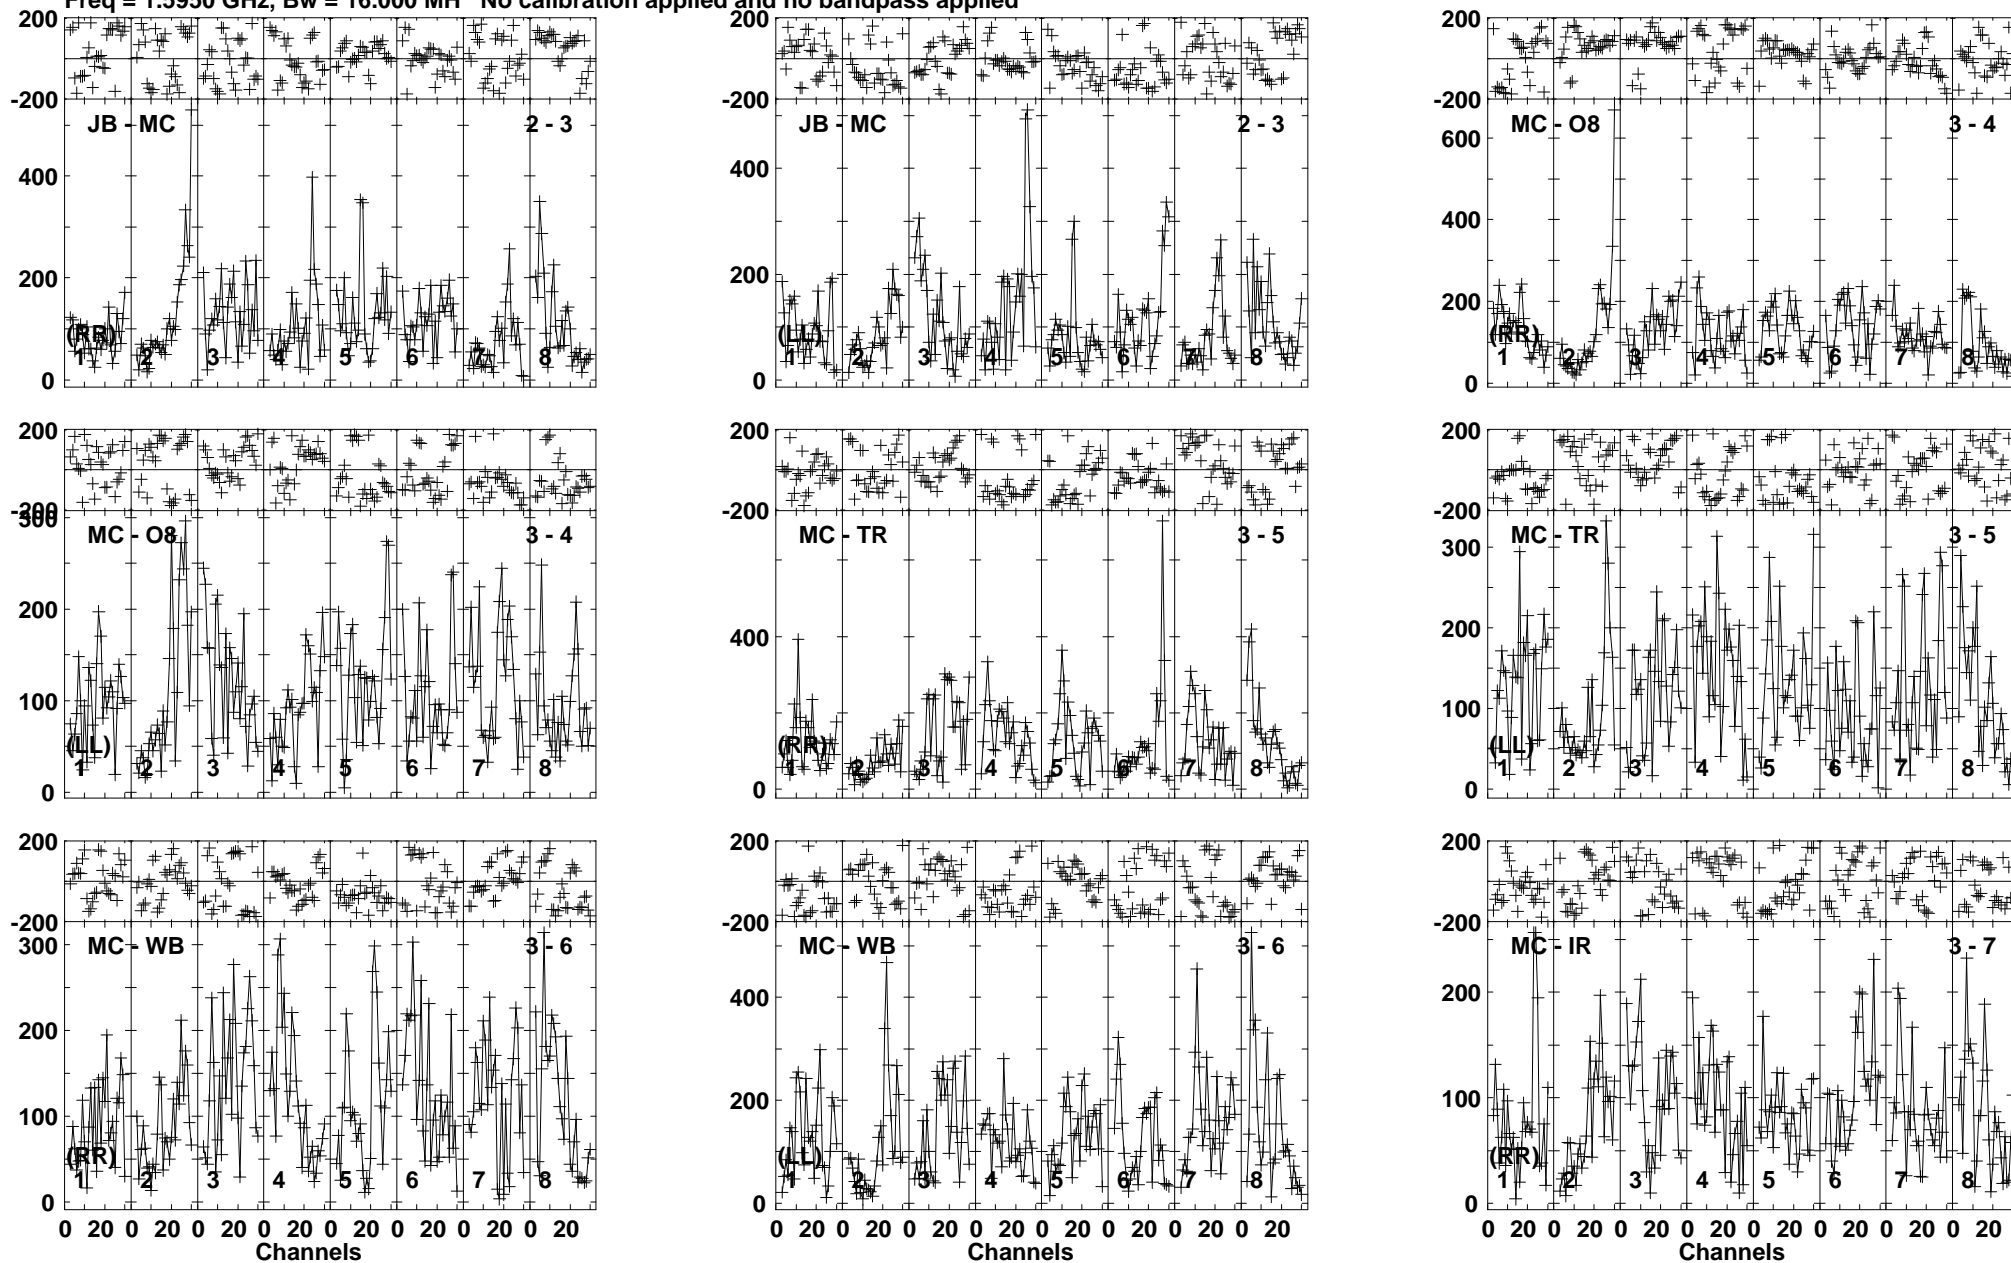 Freq = 1.5950 GHz, Bw = 16.000 MH No calibration applied and no bandpass applied
200 200 200
-200 -200 -200
JB - MC 2 - 3 JB - MC 2 - 3 MC - O8 3 - 4
400 400 600
200 200 400
0 0 200
0
(RR) (LL) (RR)
1 2 3 4 5 6 7 8 1 2 3 4 5 6 7 8 1 2 3 4 5 6 7 8
200 200 200
-200 -200 -200
300
MC - O8 3 - 4 MC - TR 3 - 5 MC - TR 3 - 5
200 400 300
100 0 200
0 100
0
(LL) (RR) (LL)
1 2 3 4 5 6 7 8 1 2 3 4 5 6 7 8 1 2 3 4 5 6 7 8
200 200 200
-200 -200 -200
MC - WB 3 - 6 MC - WB 3 - 6 MC - IR 3 - 7
300 400 200
200 200 100
100 0 0
0
(RR) (LL) (RR)
1 2 3 4 5 6 7 8 1 2 3 4 5 6 7 8 1 2 3 4 5 6 7 8
0 20 0 20 0 20 0 20 0 20 0 20 0 20 0 20 0 20 0 20 0 20 0 20 0 20 0 20 0 20 0 20 0 20 0 20 0 20 0 20 0 20 0 20 0 20 0 20
Channels Channels Channels